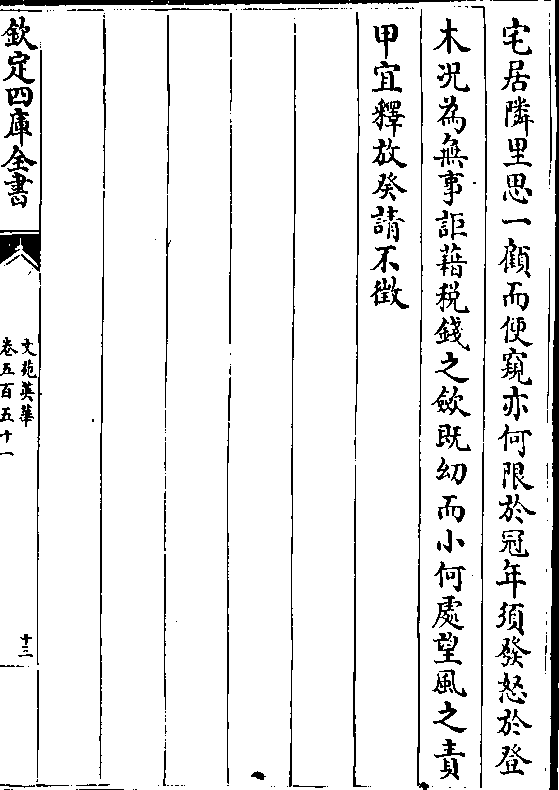 宅居隣里思一顧而便窺亦何限於冠年須發怒於登
木况為無事詎藉税錢之斂既幼而小何處望風之責
甲宜釋放癸請不徵
欽定四庫全書
文苑英華
卷五百五十一
十三